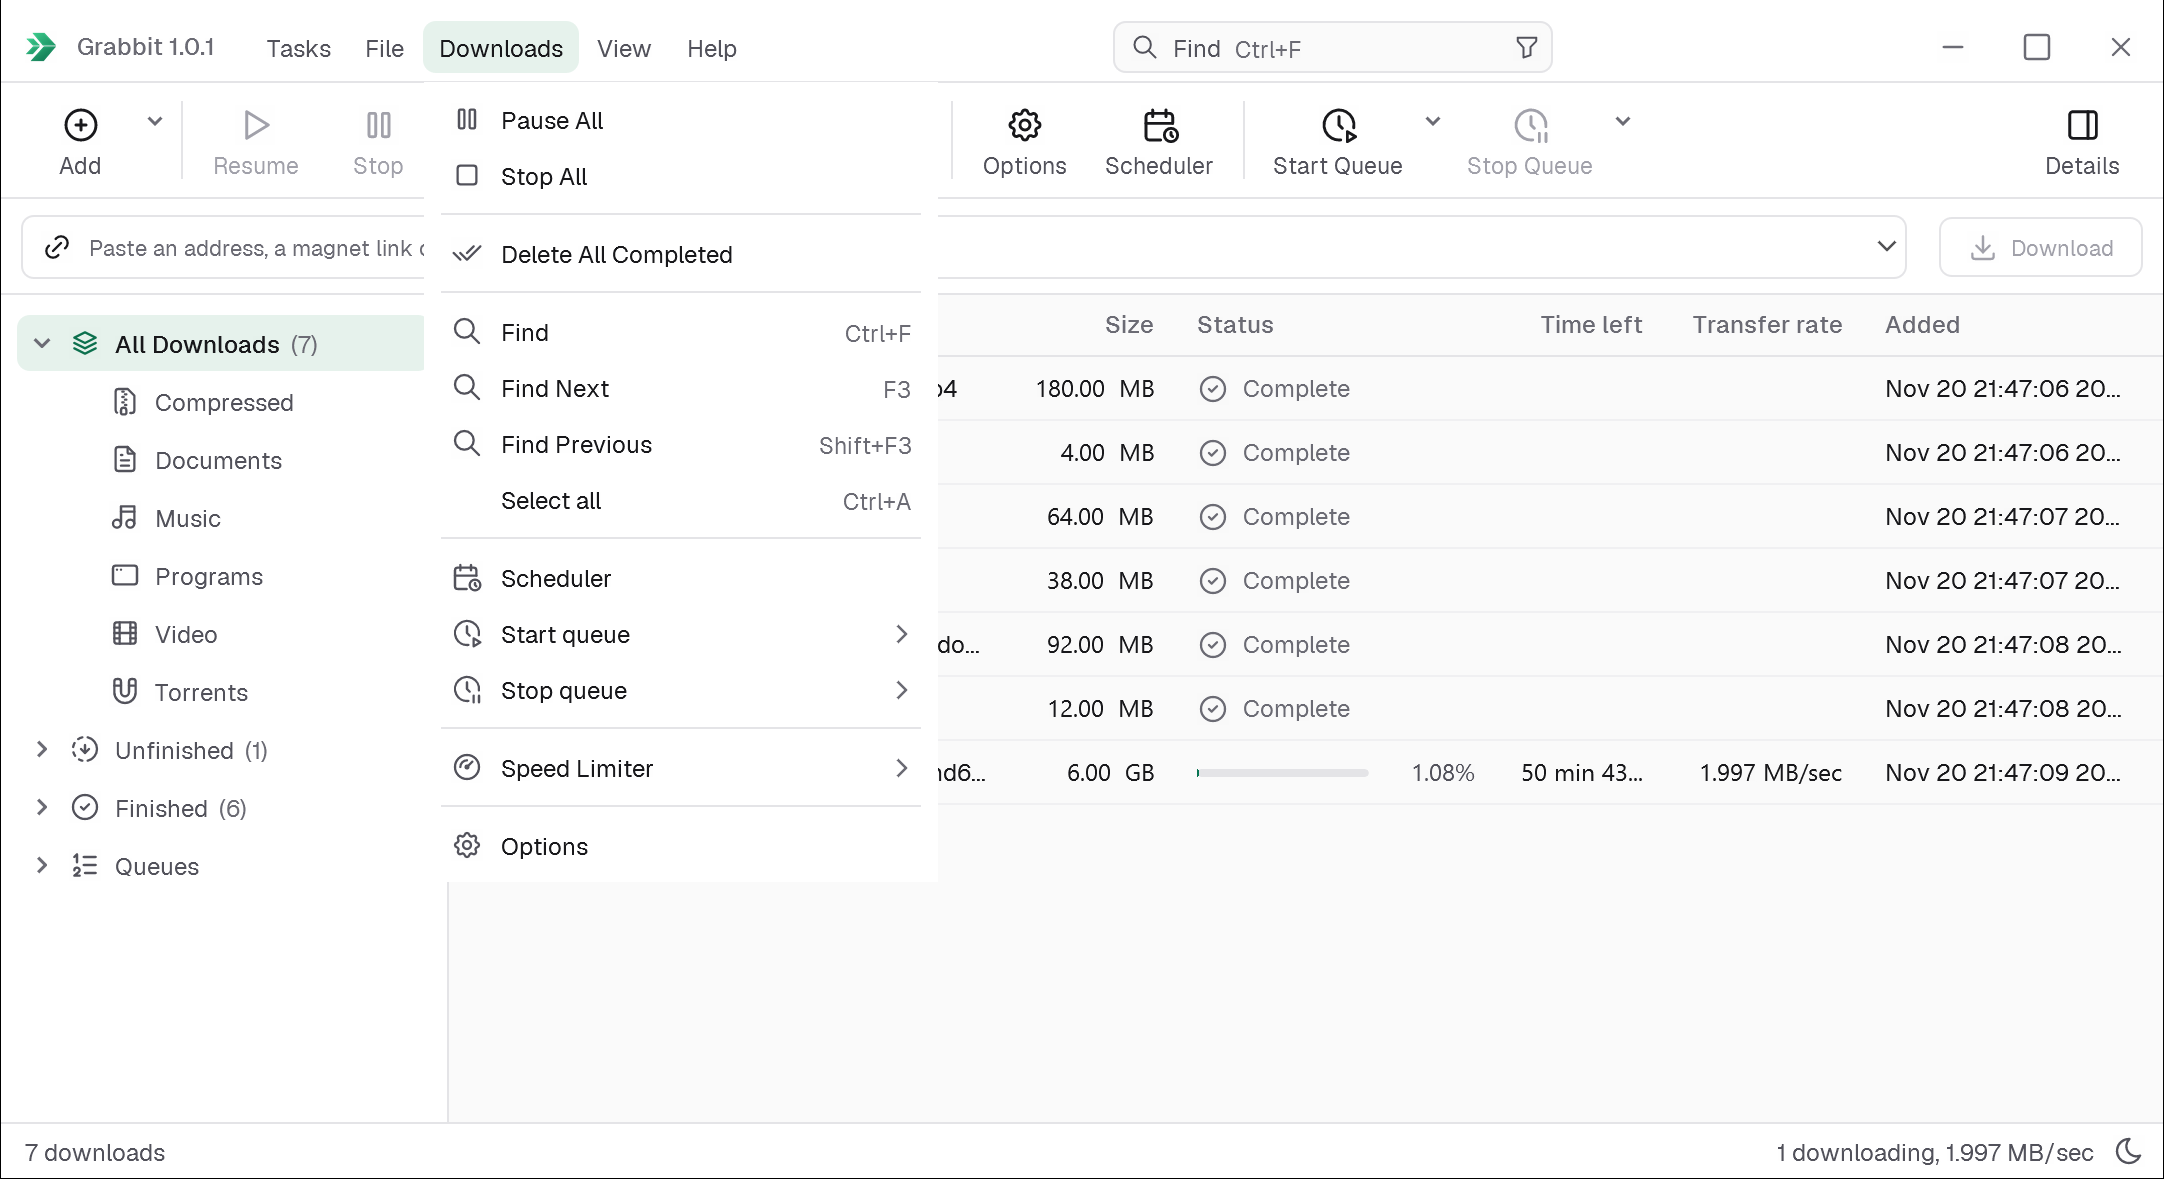 Grabbit 1.0.1 Tasks File Downloads View Help Find Ctrl+F
Add Resume Stop Options Scheduler Start Queue Stop Queue Details
Paste an address, a magnet link
Download
Pause All
Stop All
Delete All Completed
Find Ctrl+F
Find Next F3
Find Previous Shift+F3
Select all Ctrl+A
Scheduler
Start queue
Stop queue
Speed Limiter
Options
All Downloads (7)
Compressed
Documents
Music
Programs
Video
Torrents
Unfinished (1)
Finished (6)
Queues
Size Status Time left Transfer rate Added
180.00 MB Complete Nov 20 21:47:06 20...
4.00 MB Complete Nov 20 21:47:06 20...
64.00 MB Complete Nov 20 21:47:07 20...
38.00 MB Complete Nov 20 21:47:07 20...
do... 92.00 MB Complete Nov 20 21:47:08 20...
12.00 MB Complete Nov 20 21:47:08 20...
d6... 6.00 GB 1.08% 50 min 43... 1.997 MB/sec Nov 20 21:47:09 20...
7 downloads
1 downloading, 1.997 MB/sec